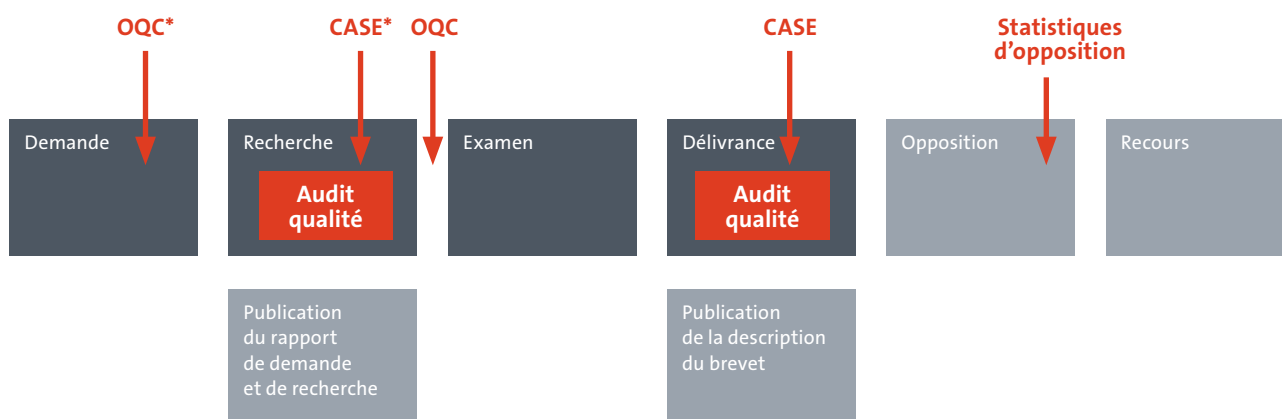 OQC*
CASE*
OQC
CASE
Statistiques
d’opposition
Demande
Recherche
Examen
Délivrance
Opposition
Recours
Audit
qualité
Audit
qualité
Publication
du rapport
de demande
et de recherche
Publication
de la description
du brevet